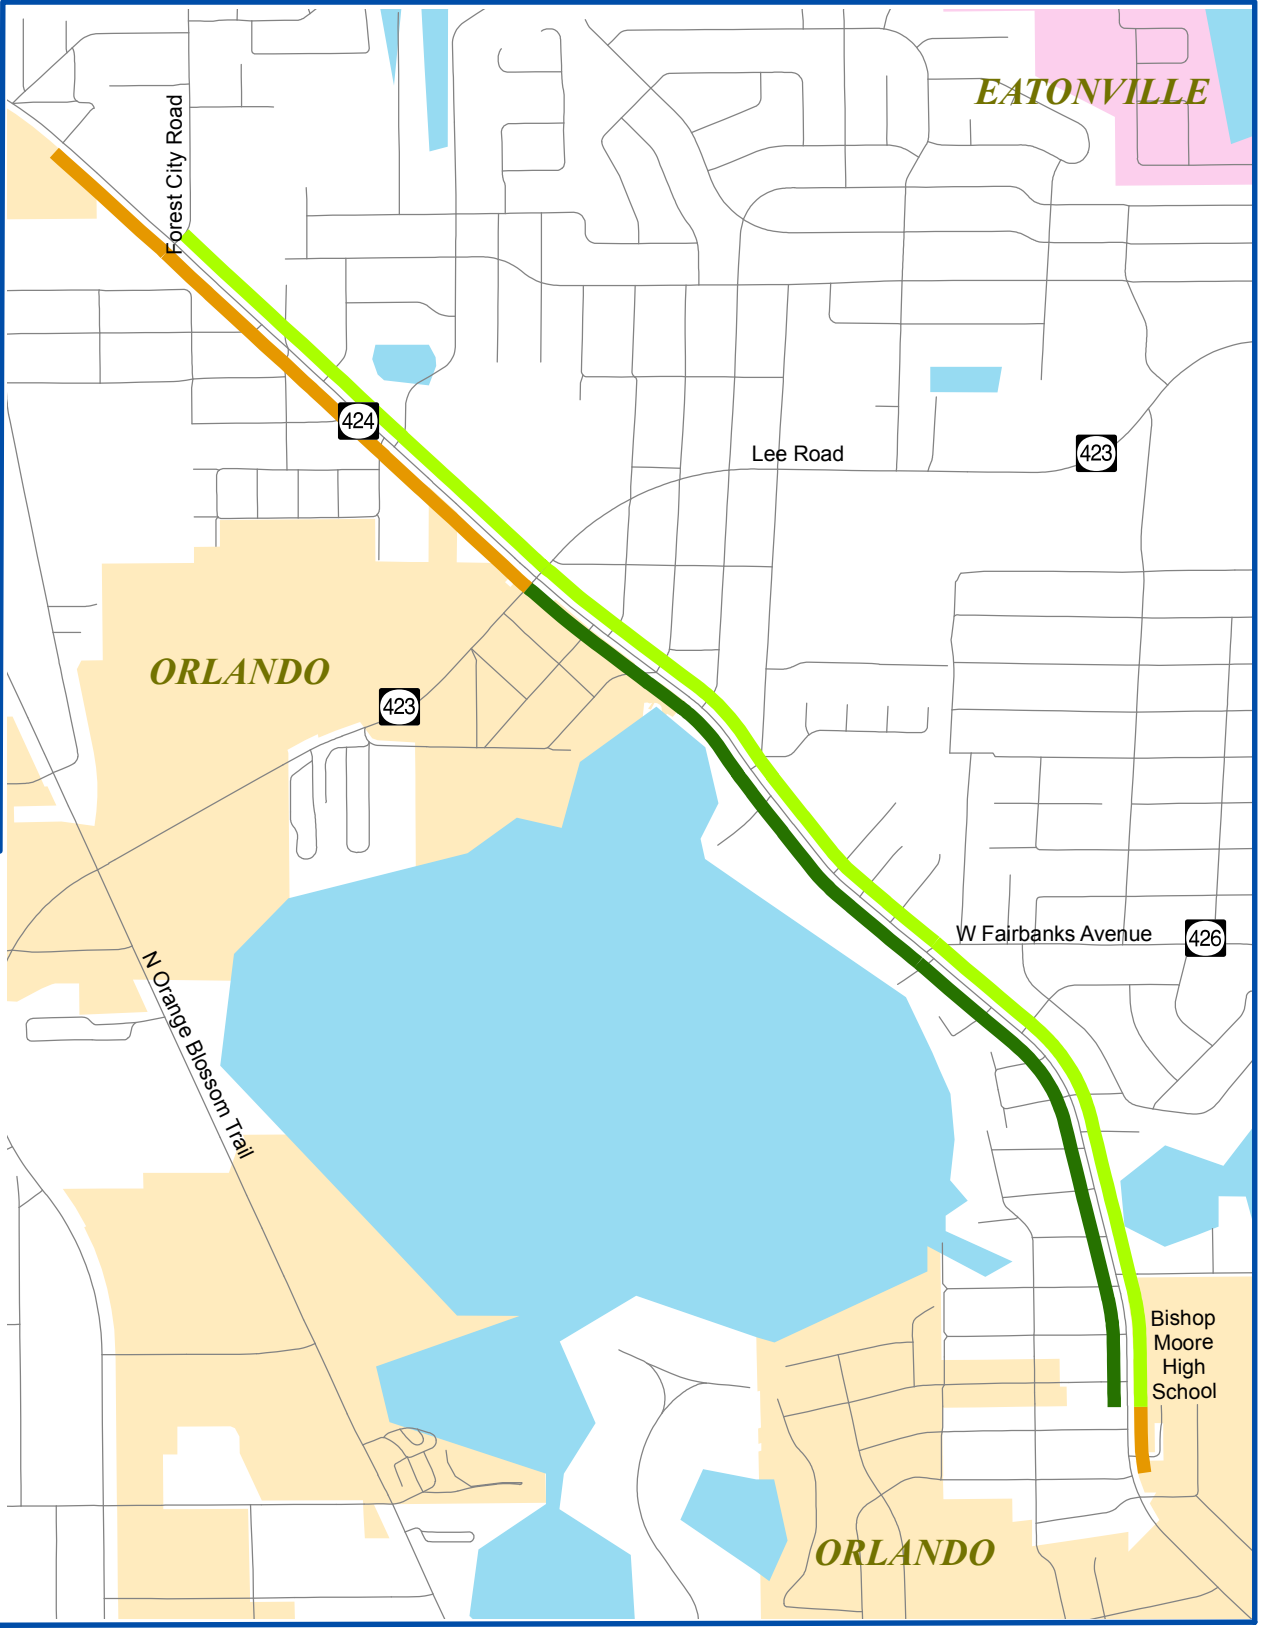 EATONVILLE
Forest City Road
424
Lee Road
423
ORLANDO
423
W Fairbanks Avenue
426
N Orange Blossom Trail
Bishop
Moore
High
School
ORLANDO